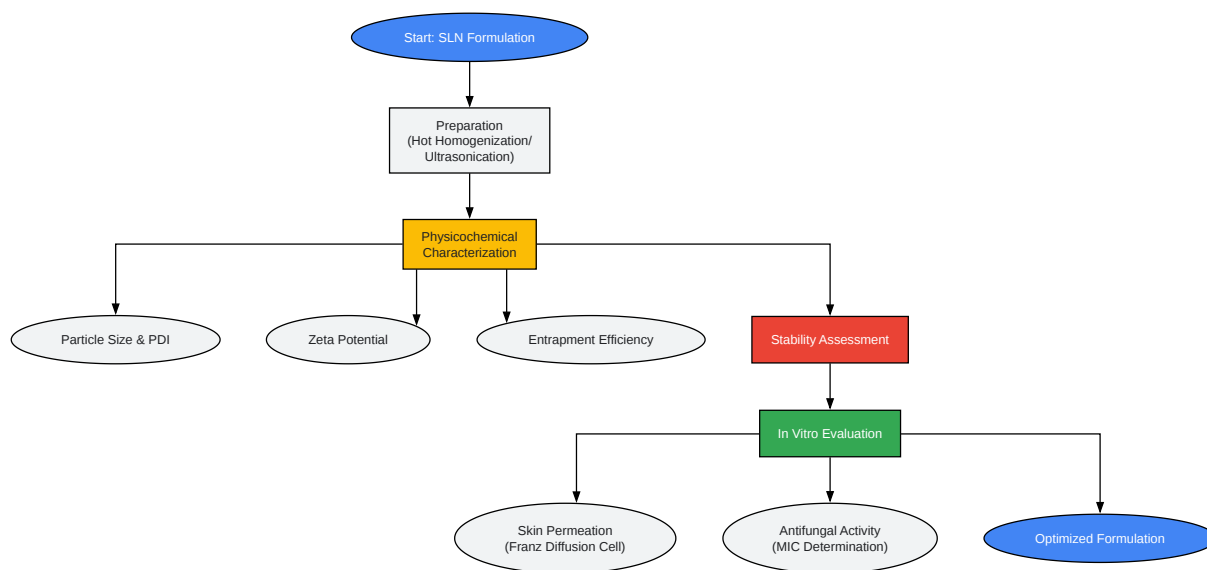 Start: SLN Formulation
Preparation
(Hot Homogenization/
Ultrasonication)
Physicochemical
Characterization
Particle Size & PDI
Zeta Potential
Entrapment Efficiency
Stability Assessment
In Vitro Evaluation
Skin Permeation
(Franz Diffusion Cell)
Antifungal Activity
(MIC Determination)
Optimized Formulation